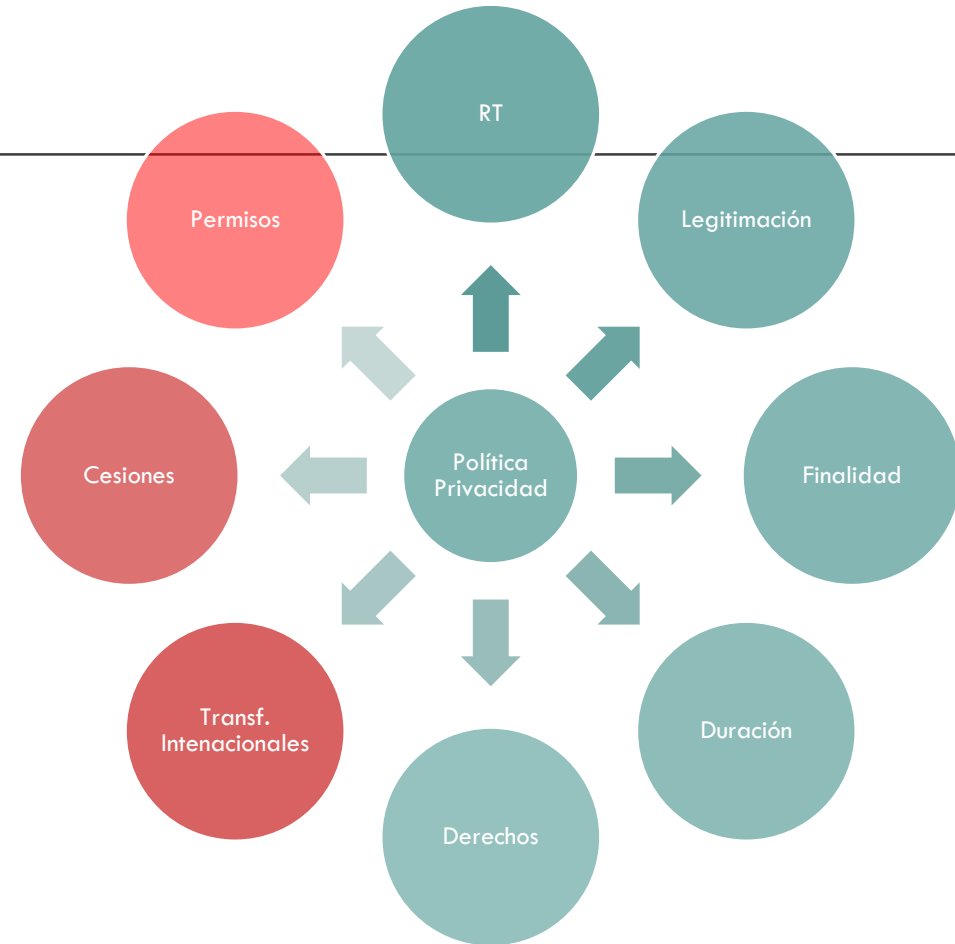 RT
Permisos
Legitimación
Cesiones
Política
Privacidad
Finalidad
Transf.
Intenacionales
Duración
Derechos